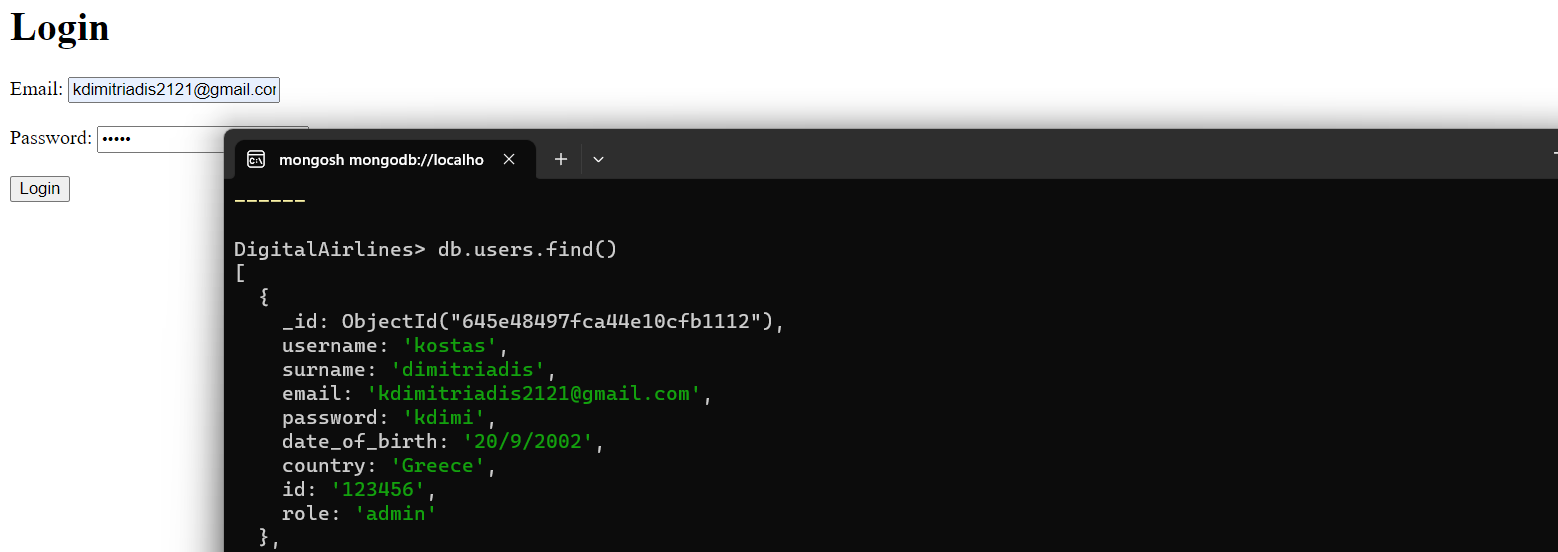 Login
Email: kdimitriadis2121@gmail.com
Password: •••••
Login
mongosh mongodb://localho
------
DigitalAirlines> db.users.find()
[
  {
    _id: ObjectId("645e48497fca44e10cfb1112"),
    username: 'kostas',
    surname: 'dimitriadis',
    email: 'kdimitriadis2121@gmail.com',
    password: 'kdimi',
    date_of_birth: '20/9/2002',
    country: 'Greece',
    id: '123456',
    role: 'admin'
  },